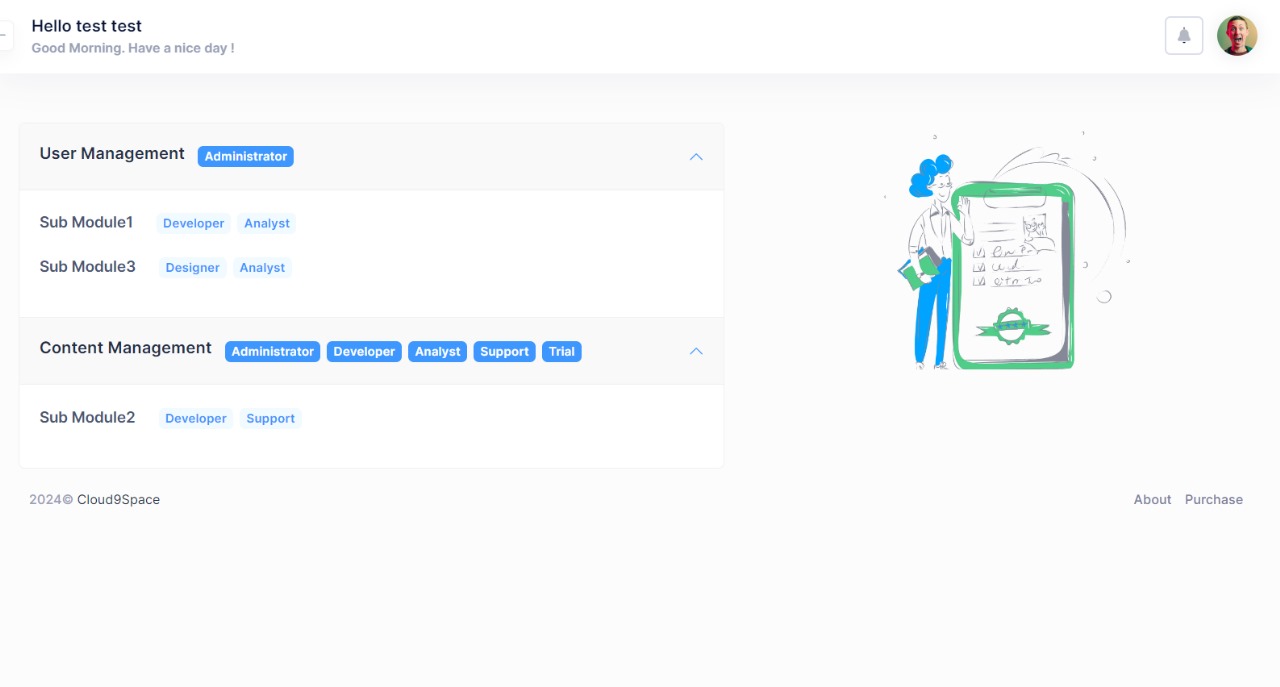 Hello test test
Good Morning. Have a nice day !
User Management Administrator
Sub Module1 Developer Analyst
Sub Module3 Designer Analyst
Content Management Administrator Developer Analyst Support Trial
Sub Module2 Developer Support
2024© Cloud9Space
About Purchase